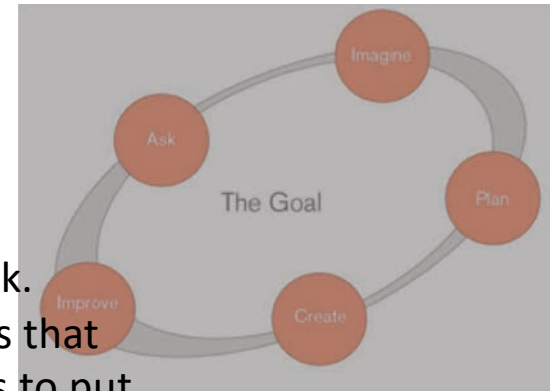 Imagine
Ask
The Goal
Plan
k.
Improve
Create
s that
s to put